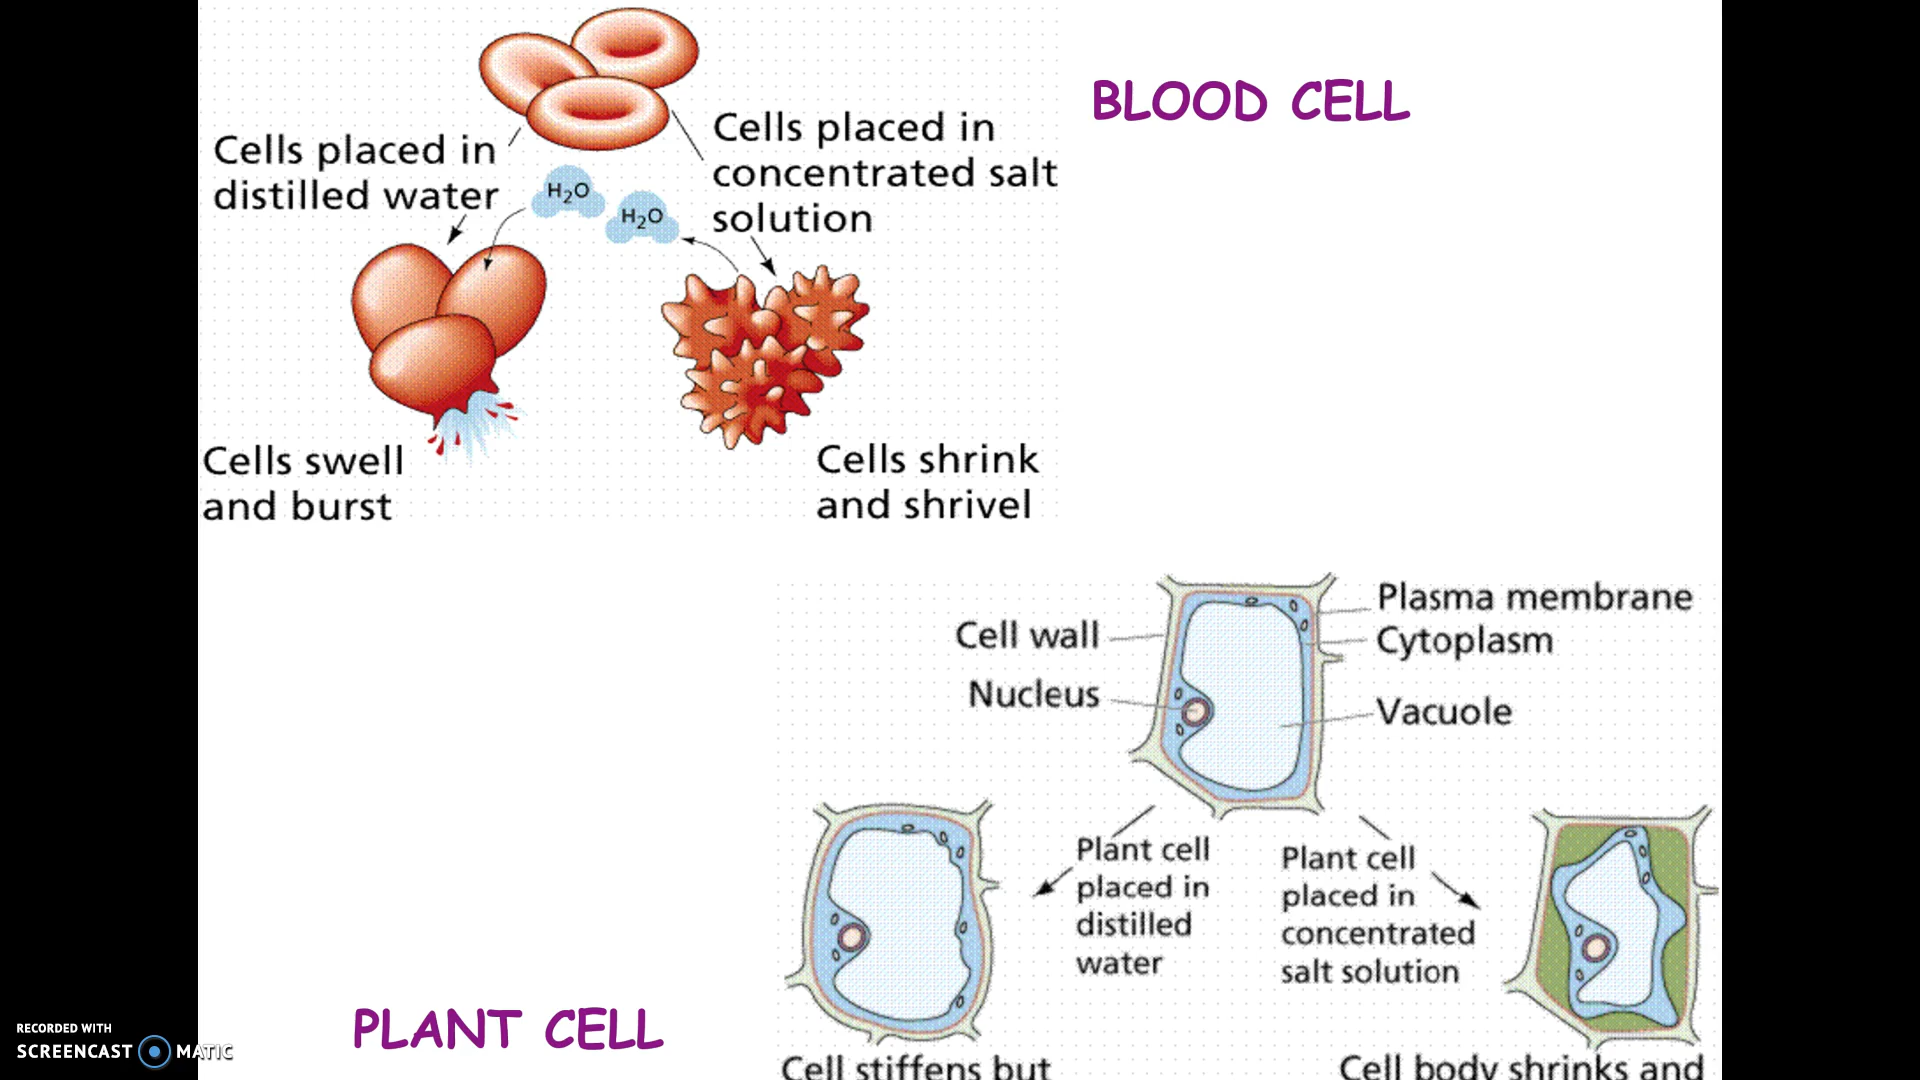 BLOOD CELL
Cells placed in
distilled water
Cells placed in
concentrated salt
solution
H₂O
H₂O
Cells swell
and burst
Cells shrink
and shrivel
Cell wall
Nucleus
Plasma membrane
Cytoplasm
Vacuole
Plant cell
placed in
distilled
water
Plant cell
placed in
concentrated
salt solution
PLANT CELL
Cell stiffens but
Cell body shrinks and
RECORDED WITH
SCREENCAST MATIC